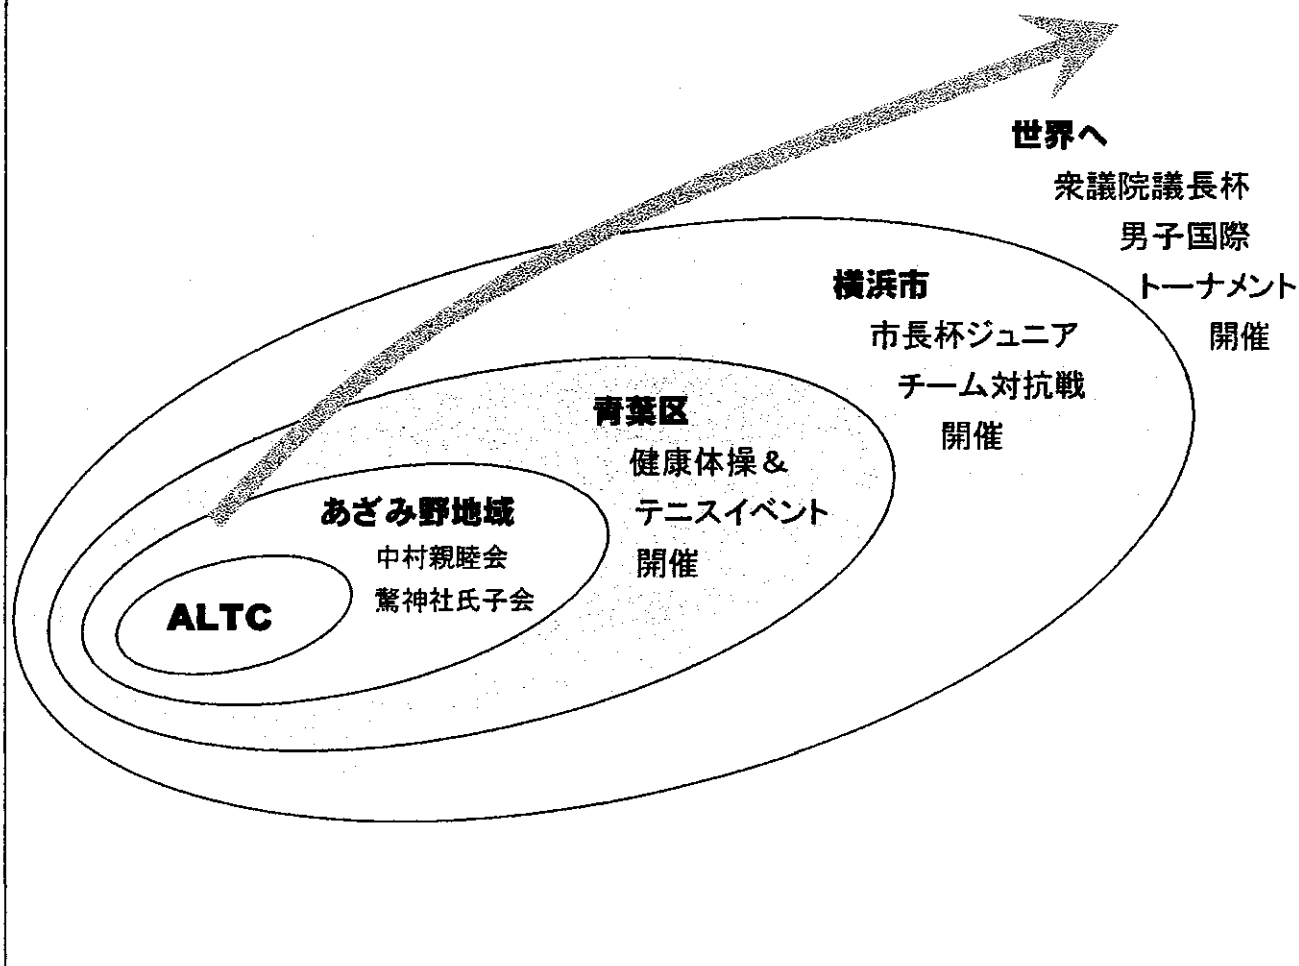 世界へ
衆議院議長杯
男子国際
トーナメント
開催
横浜市
市長杯ジュニア
チーム対抗戦
開催
青葉区
健康体操&
テニスイベント
開催
あざみ野地域
中村親睦会
驚神社氏子会
ALTC